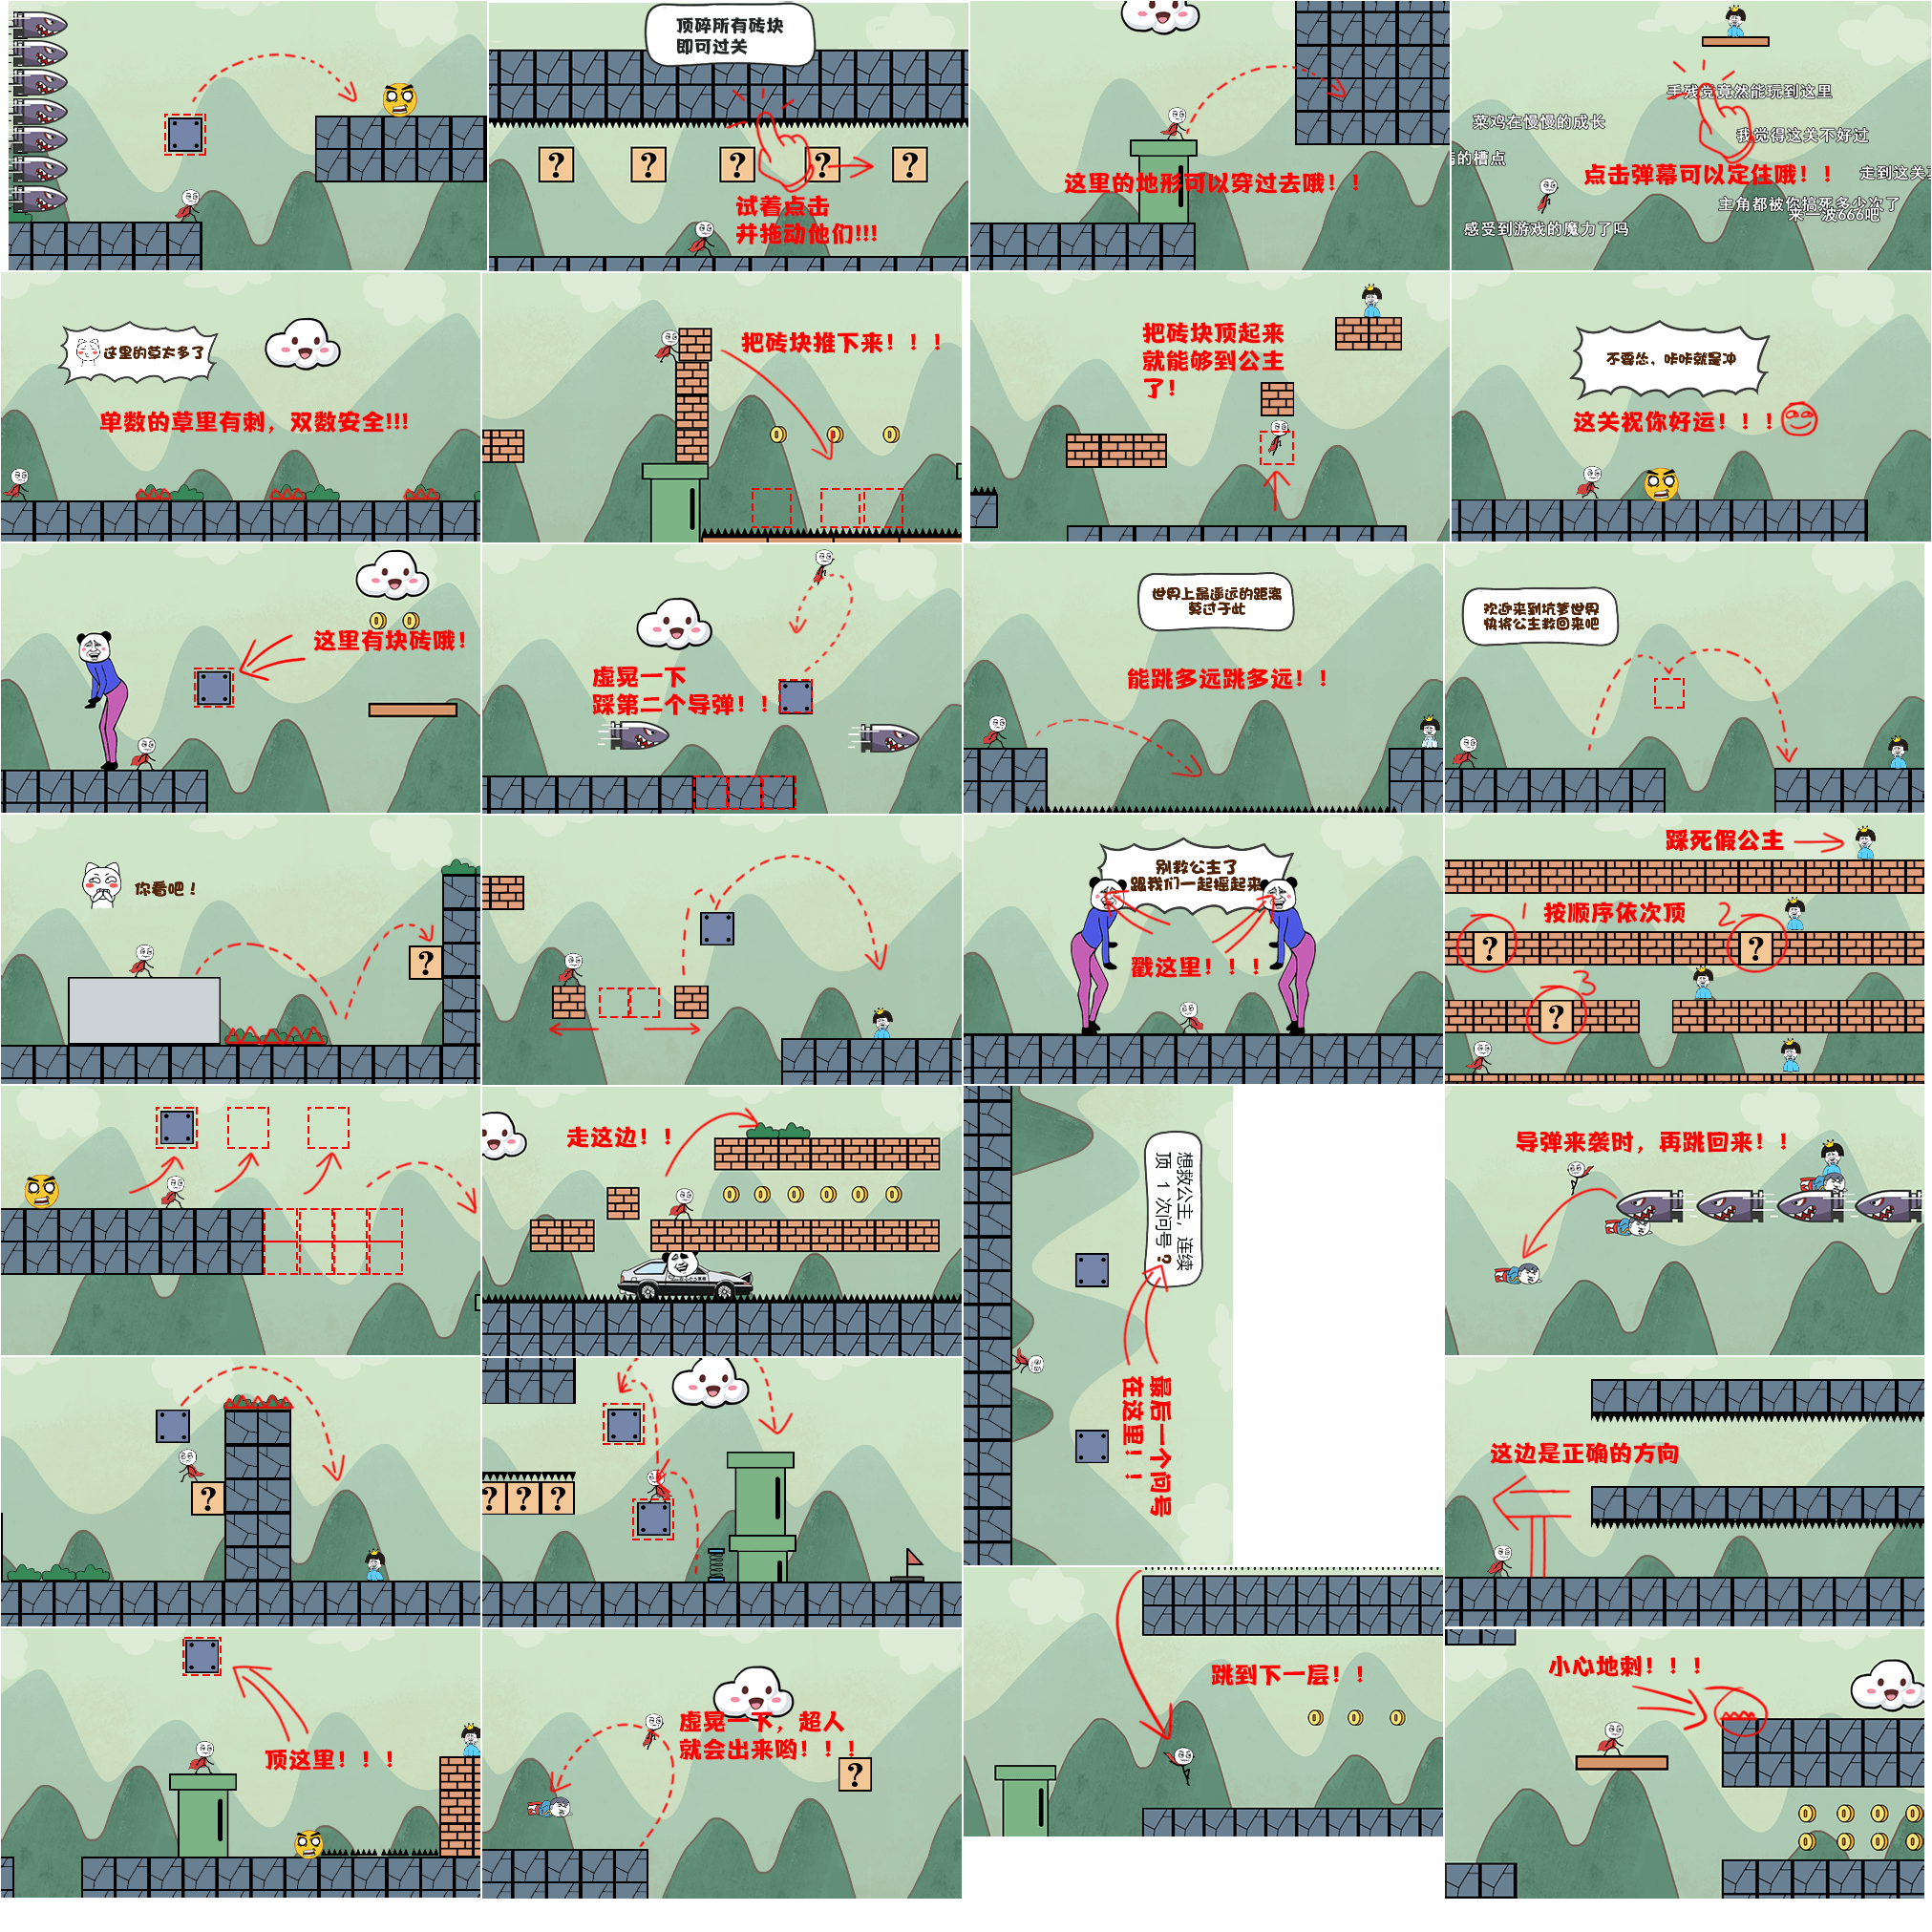 顶碎所有砖块
即可过关
试着点击
并拖动他们!!!
这里的地形可以穿过去哦！！
手残党竟然能玩到这里
菜鸡在慢慢的成长
我觉得这关不好过
的槽点
走到这关
点击弹幕可以定住哦！！
主角都被你搞死多少次了
来一波666吧
感受到游戏的魔力了吗
这里的草太多了
单数的草里有刺，双数安全!!!
把砖块推下来！！！
把砖块顶起来
就能够到公主
了！
不要怂，咔咔就是冲
这关祝你好运！！！
这里有块砖哦！
虚晃一下
踩第二个导弹！！
世界上最遥远的距离
莫过于此
能跳多远跳多远！！
欢迎来到坑爹世界
快将公主救回来吧
你看吧！
别救公主了
跟我们一起摇起来
戳这里！！！
踩死假公主
1 按顺序依次顶 2
3
走这边！！
想救公主，连续
顶 1 次问号？
最后一个问号
在这里！！
导弹来袭时，再跳回来！！
这边是正确的方向
顶这里！！！
虚晃一下，超人
就会出来哟！！！
跳到下一层！！
小心地刺！！！